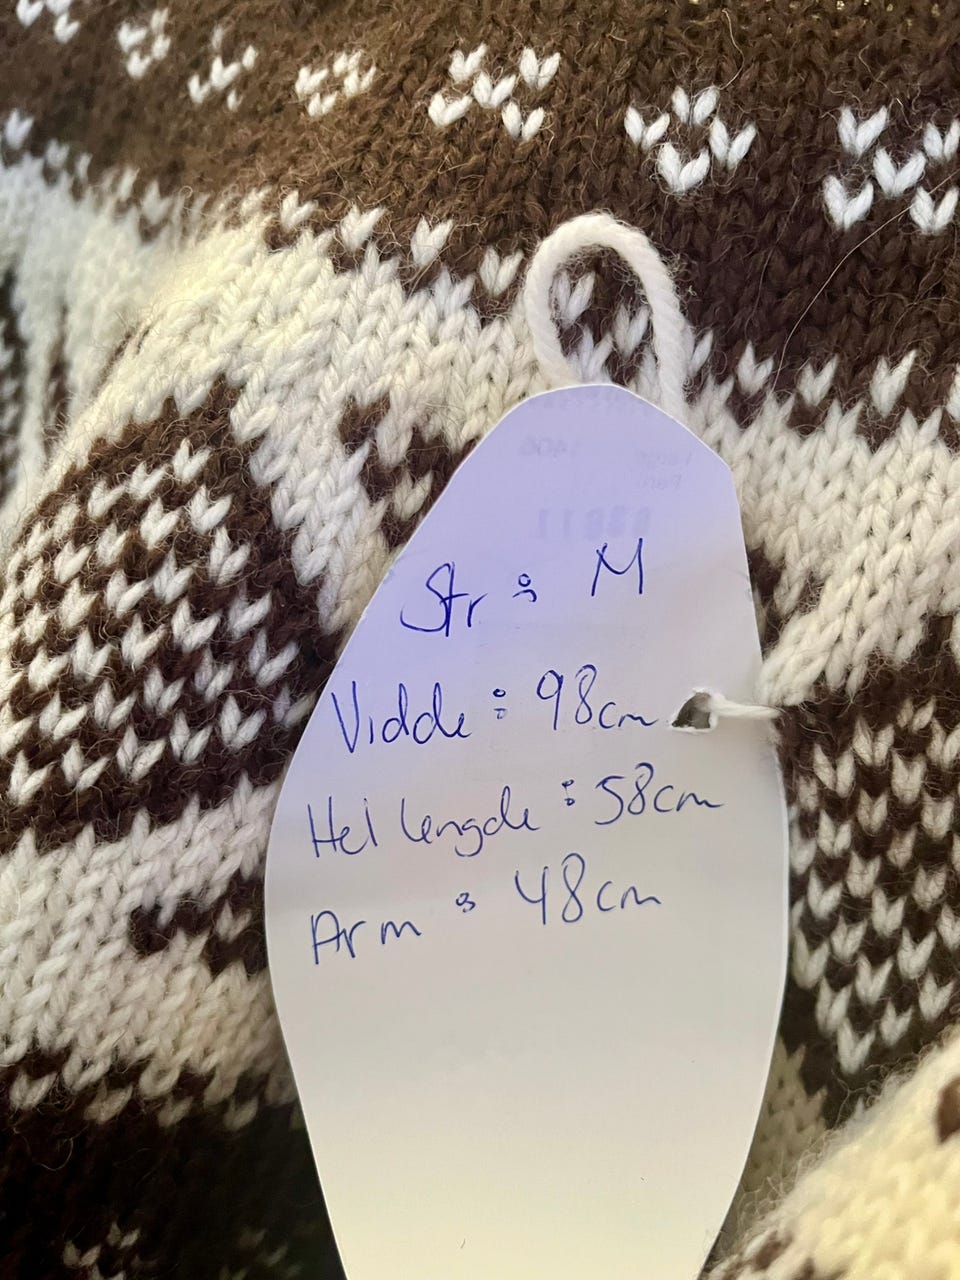 Str: M
Vidde: 98cm
Hel lengde: 58cm
Arm: 48cm